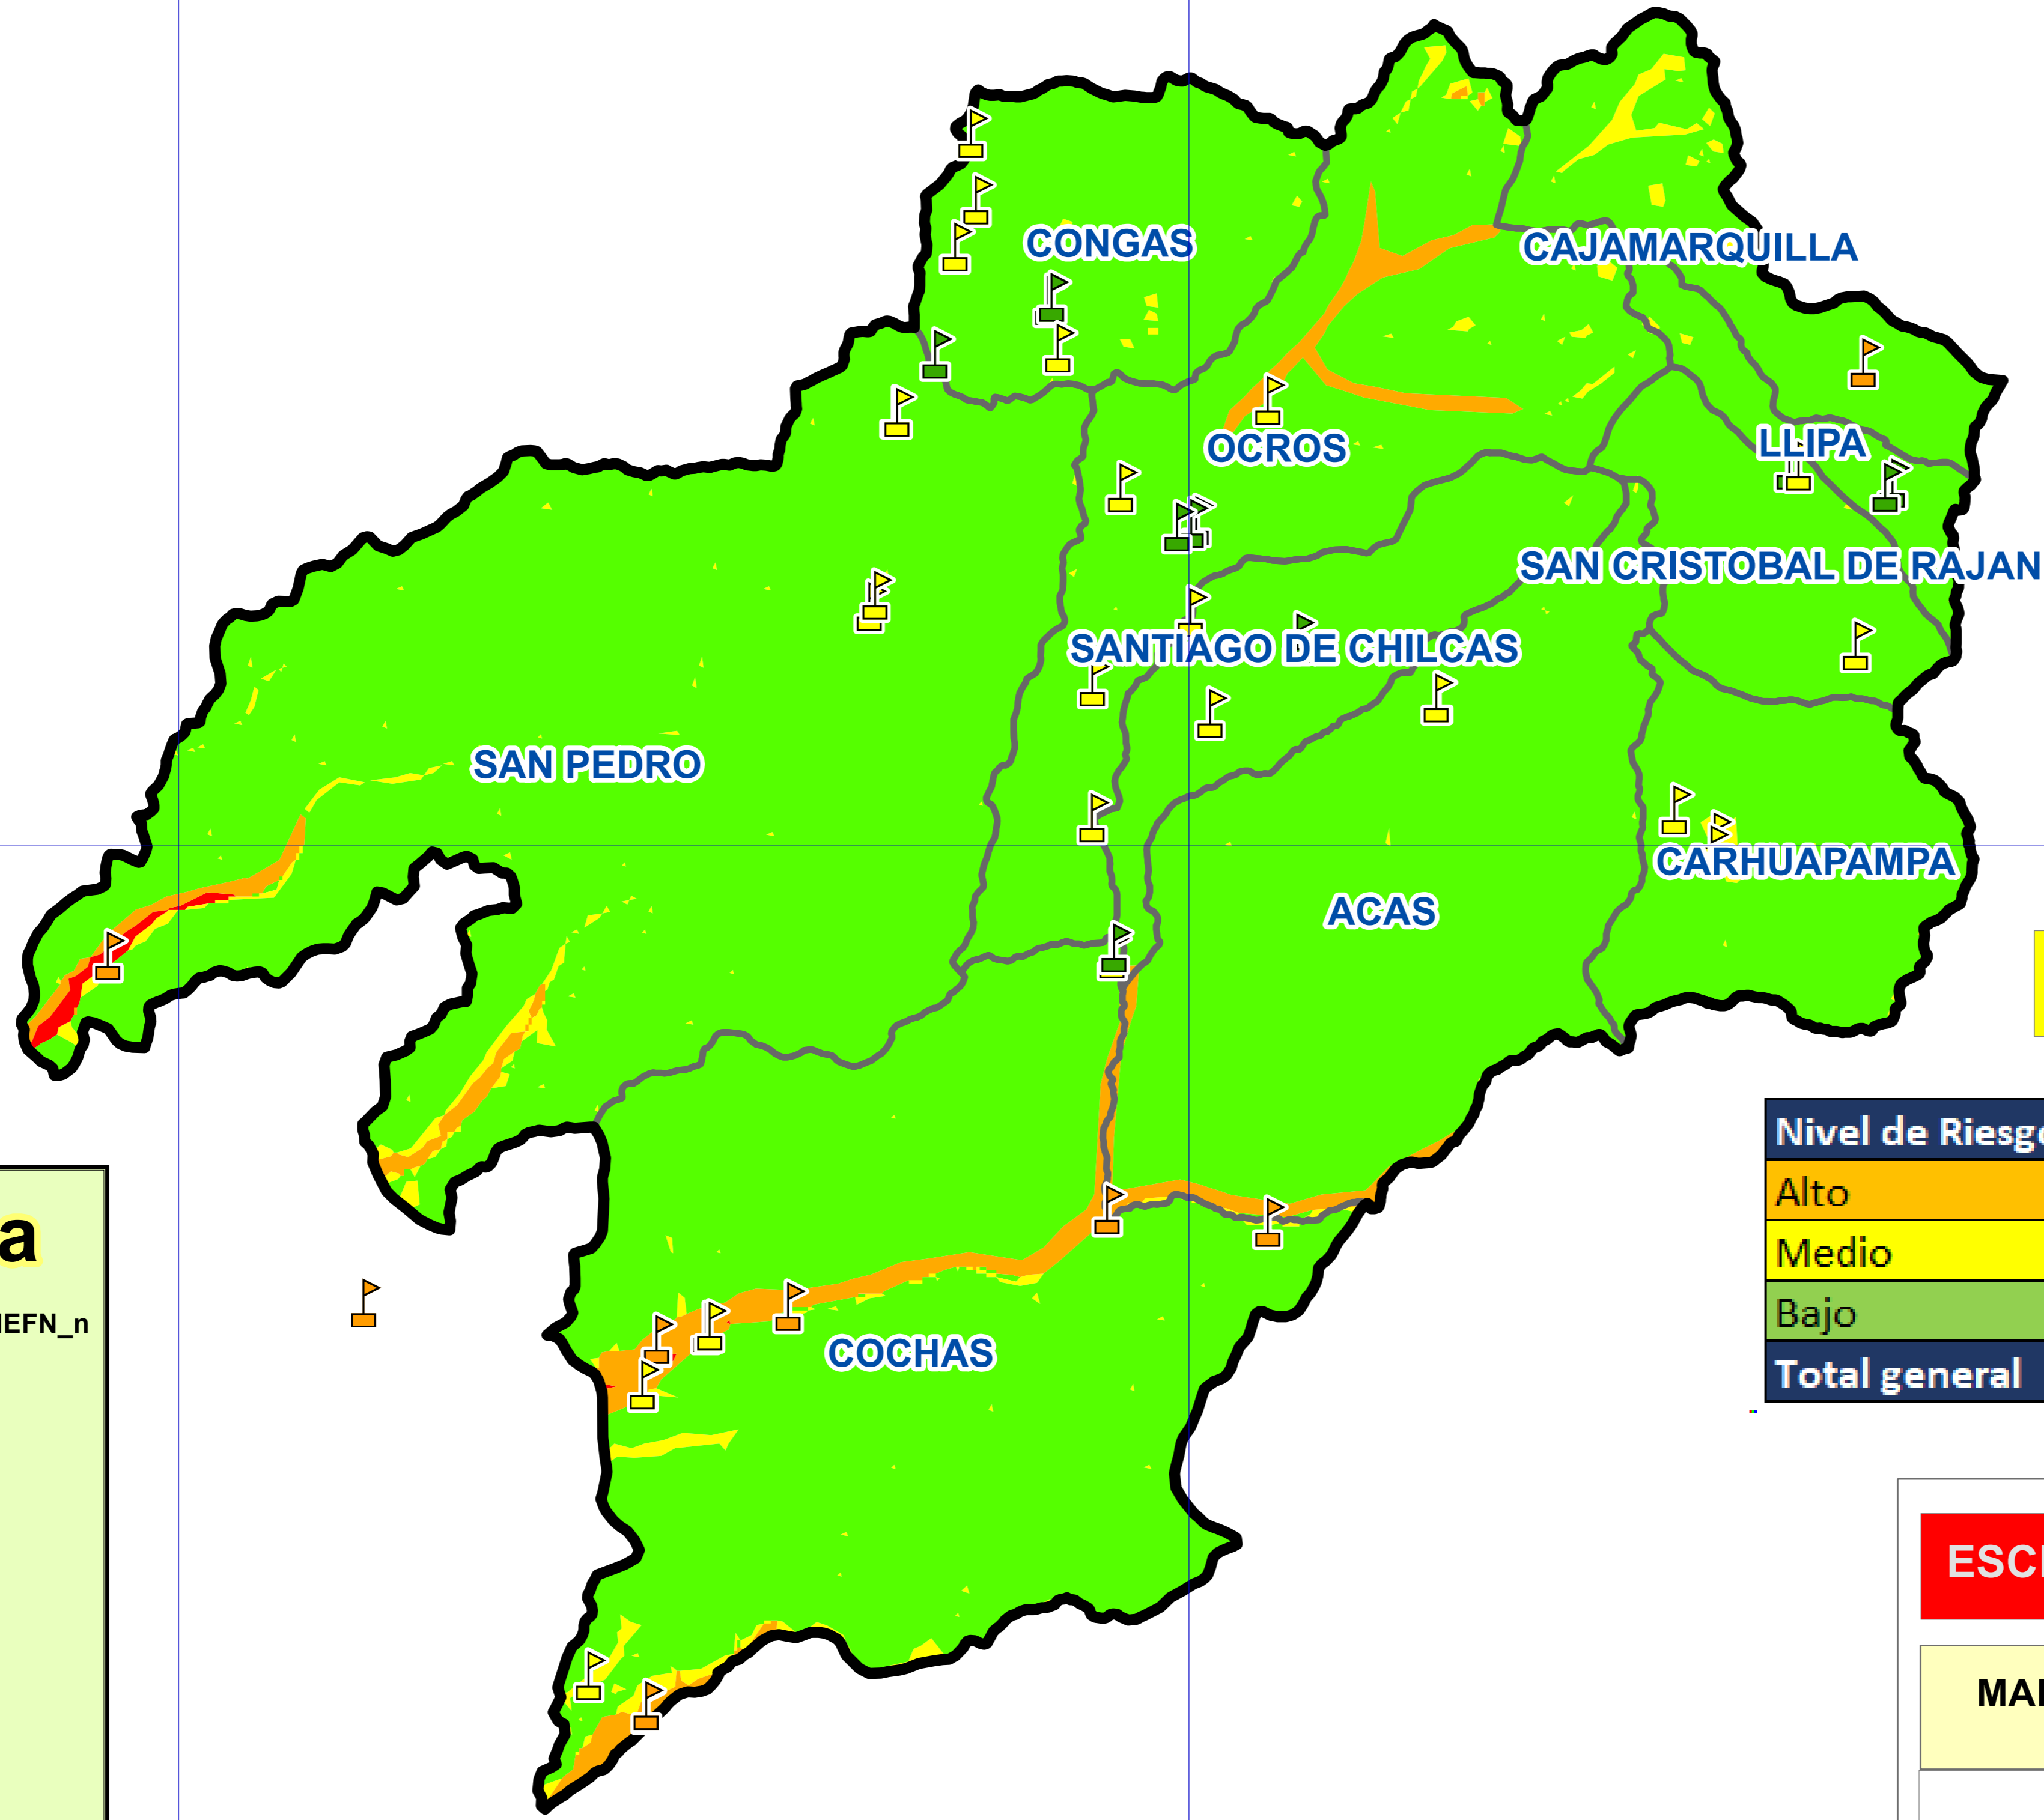 CONGAS
CAJAMARQUILLA
OCROS
LLIPA
SAN CRISTOBAL DE RAJAN
SANTIAGO DE CHILCAS
SAN PEDRO
CARHUAPAMPA
ACAS
Nivel de Riesgo
Alto
Medio
Bajo
Total general
a
IEFN_n
COCHAS
ESC
MA